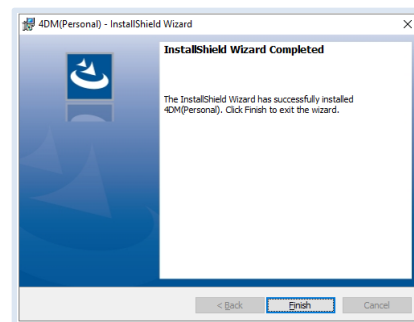 4DM(Personal) - InstallShield Wizard
InstallShield Wizard Completed
The InstallShield Wizard has successfully installed
4DM(Personal). Click Finish to exit the wizard.
< Back Finish Cancel